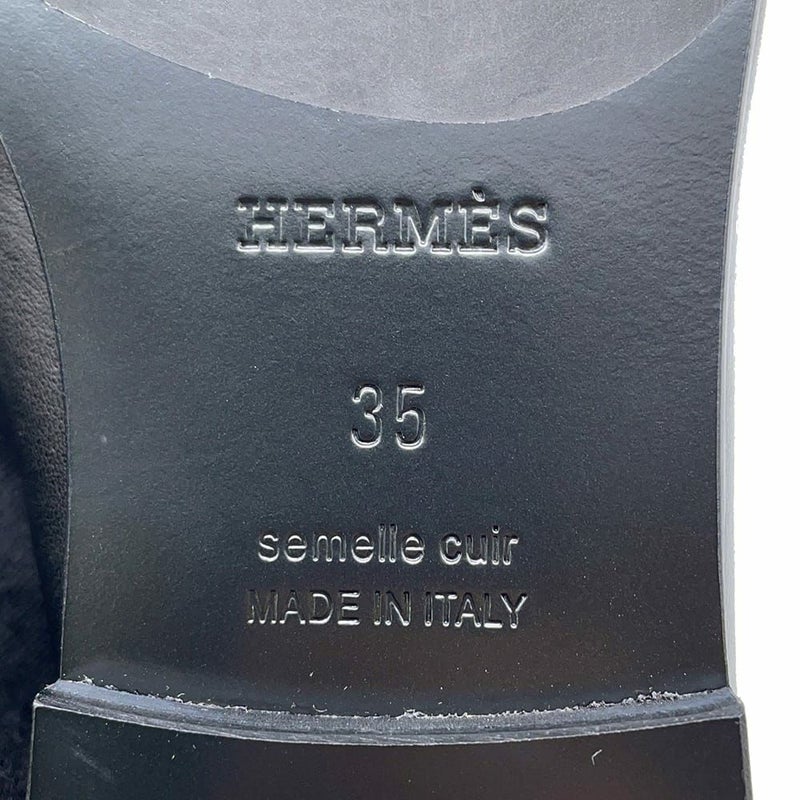 HERMÈS
35
semelle cuir
MADE IN ITALY